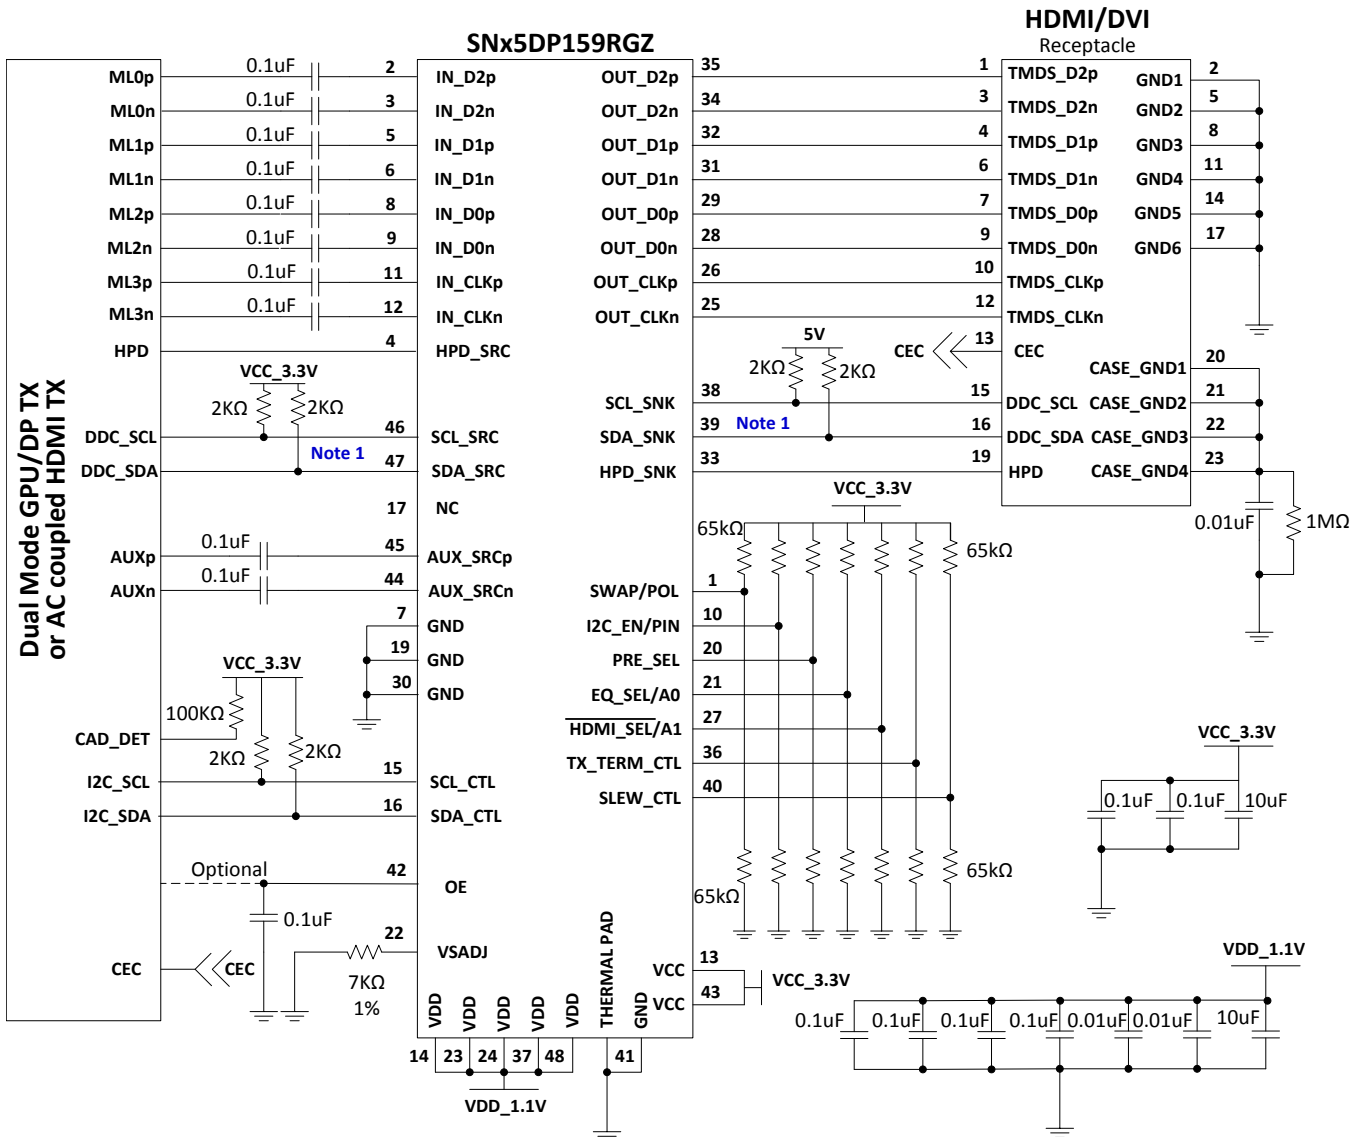 HDMI/DVI
Receptacle
SNx5DP159RGZ
Dual Mode GPU/DP TX
or AC coupled HDMI TX
ML0p 0.1uF 2 IN_D2p OUT_D2p 35 1 TMDS_D2p GND1 2
ML0n 0.1uF 3 IN_D2n OUT_D2n 34 3 TMDS_D2n GND2 5
ML1p 0.1uF 5 IN_D1p OUT_D1p 32 4 TMDS_D1p GND3 8
ML1n 0.1uF 6 IN_D1n OUT_D1n 31 6 TMDS_D1n GND4 11
ML2p 0.1uF 8 IN_D0p OUT_D0p 29 7 TMDS_D0p GND5 14
ML2n 0.1uF 9 IN_D0n OUT_D0n 28 9 TMDS_D0n GND6 17
ML3p 0.1uF 11 IN_CLKp OUT_CLKp 26 10 TMDS_CLKp
ML3n 0.1uF 12 IN_CLKn OUT_CLKn 25 12 TMDS_CLKn
HPD 4 HPD_SRC 5V CEC 13 CEC
VCC_3.3V 2KΩ 2KΩ CASE_GND1 20
2KΩ 2KΩ SCL_SNK 38 15 DDC_SCL CASE_GND2 21
DDC_SCL 46 SCL_SRC SDA_SNK 39 Note 1 16 DDC_SDA CASE_GND3 22
Note 1
DDC_SDA 47 SDA_SRC HPD_SNK 33 19 HPD CASE_GND4 23
VCC_3.3V
17 NC 0.01uF 1MΩ
65kΩ 65kΩ
AUXp 0.1uF 45 AUX_SRCp
AUXn 0.1uF 44 AUX_SRCn SWAP/POL 1
7 GND I2C_EN/PIN 10
19 GND PRE_SEL 20
VCC_3.3V
30 GND EQ_SEL/A0 21
100KΩ HDMI_SEL/A1 27
CAD_DET VCC_3.3V
2KΩ 2KΩ TX_TERM_CTL 36
I2C_SCL 15 SCL_CTL SLEW_CTL 40
0.1uF 0.1uF 10uF
I2C_SDA 16 SDA_CTL
Optional 42 OE 65kΩ
65kΩ
0.1uF
22 VSADJ
7KΩ
1%
CEC CEC
VCC 13
VCC 43
VCC_3.3V
VDD_1.1V
0.1uF 0.1uF 0.1uF 0.1uF 0.01uF 0.01uF 10uF
VDD VDD VDD VDD VDD THERMAL PAD GND
14 23 24 37 48 41
VDD_1.1V